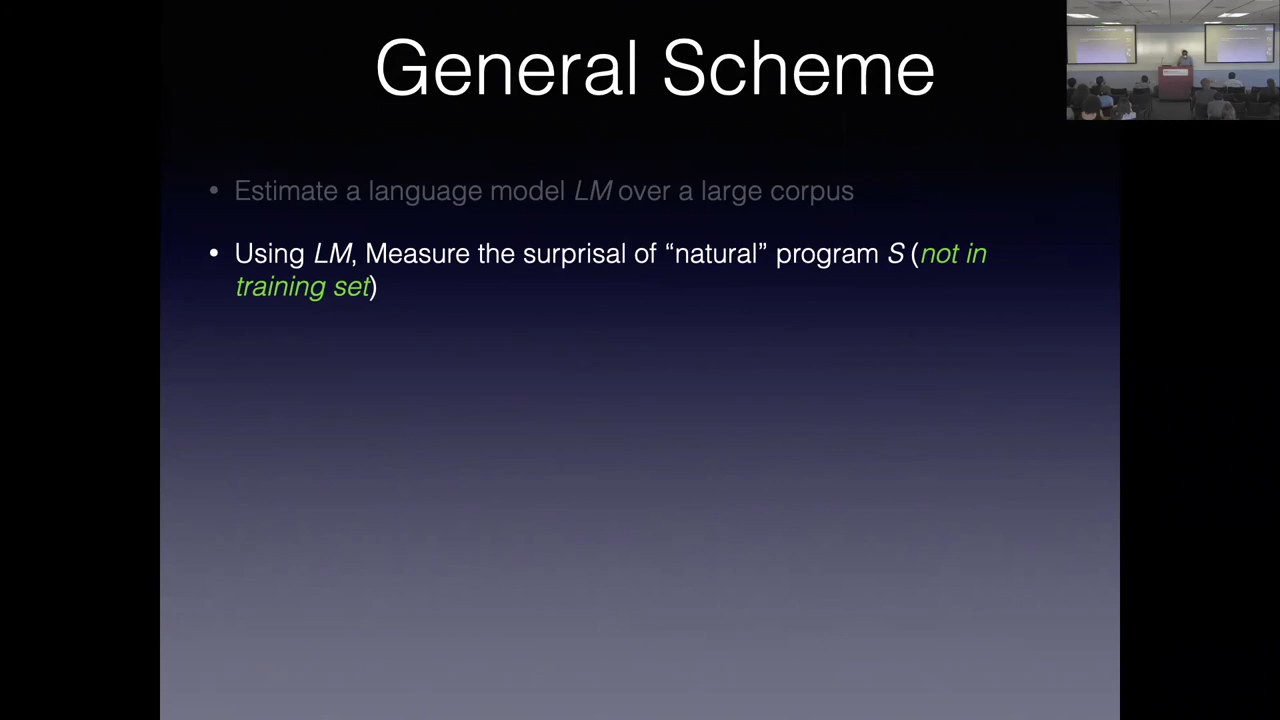 General Scheme
• Estimate a language model LM over a large corpus
• Using LM, Measure the surprisal of “natural” program S (not in
training set)